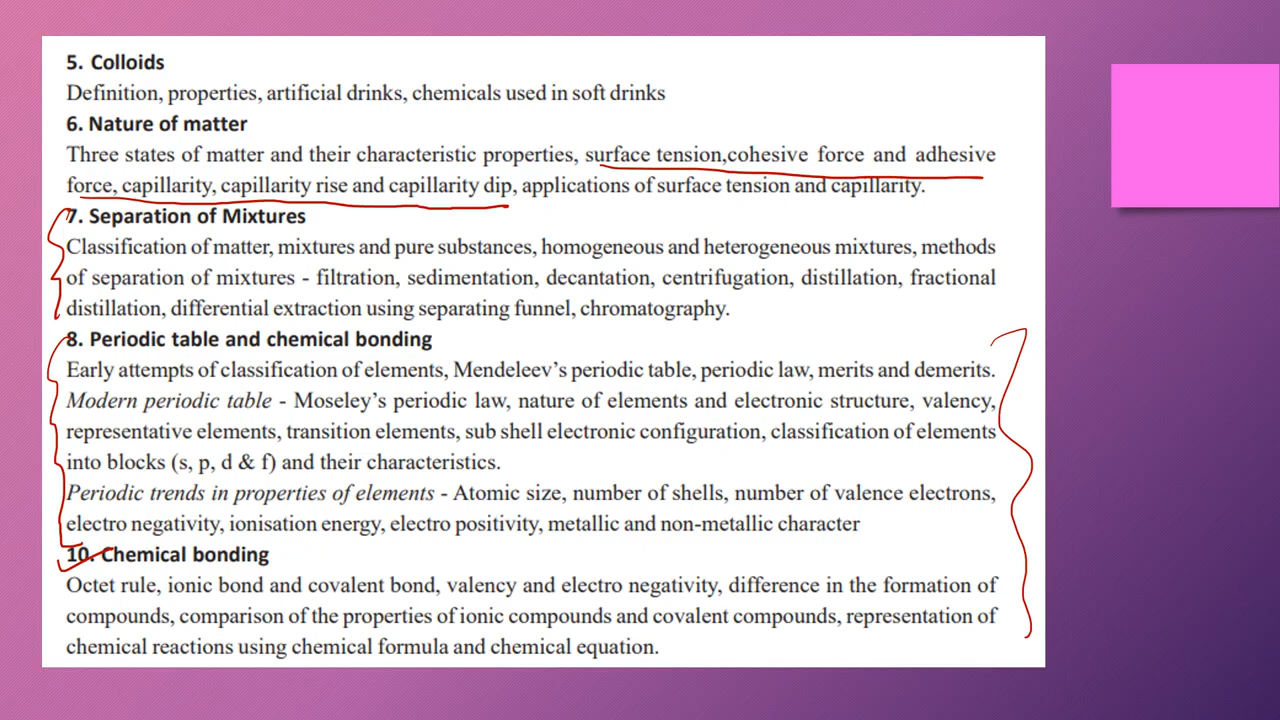 5. Colloids
Definition, properties, artificial drinks, chemicals used in soft drinks
6. Nature of matter
Three states of matter and their characteristic properties, surface tension,cohesive force and adhesive
force, capillarity, capillarity rise and capillarity dip, applications of surface tension and capillarity.
7. Separation of Mixtures
Classification of matter, mixtures and pure substances, homogeneous and heterogeneous mixtures, methods
of separation of mixtures - filtration, sedimentation, decantation, centrifugation, distillation, fractional
distillation, differential extraction using separating funnel, chromatography.
8. Periodic table and chemical bonding
Early attempts of classification of elements, Mendeleev’s periodic table, periodic law, merits and demerits.
Modern periodic table - Moseley’s periodic law, nature of elements and electronic structure, valency,
representative elements, transition elements, sub shell electronic configuration, classification of elements
into blocks (s, p, d & f) and their characteristics.
Periodic trends in properties of elements - Atomic size, number of shells, number of valence electrons,
electro negativity, ionisation energy, electro positivity, metallic and non-metallic character
10. Chemical bonding
Octet rule, ionic bond and covalent bond, valency and electro negativity, difference in the formation of
compounds, comparison of the properties of ionic compounds and covalent compounds, representation of
chemical reactions using chemical formula and chemical equation.